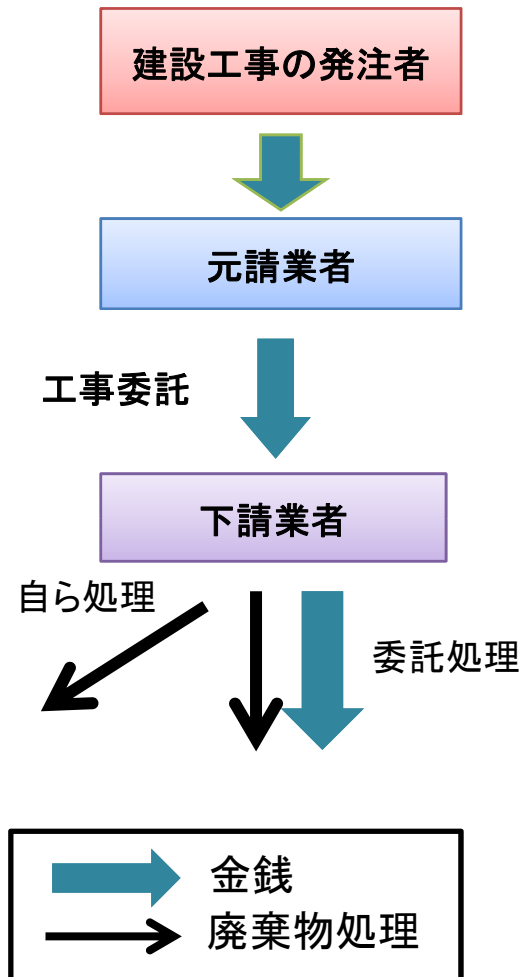 建設工事の発注者
元請業者
工事委託
下請業者
自ら処理
委託処理
金銭
廃棄物処理